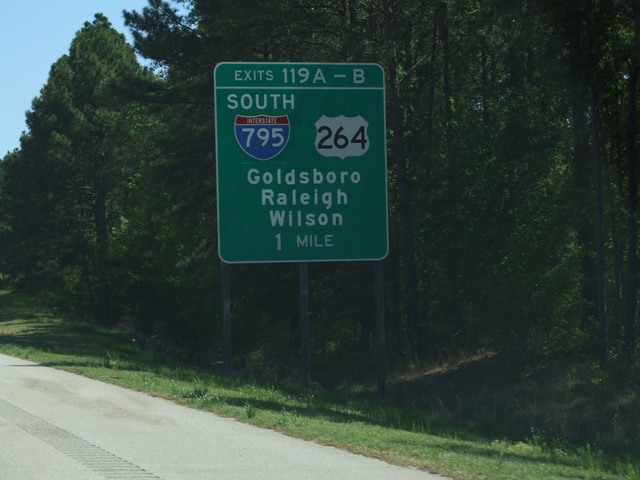 EXITS 119A – B
SOUTH
INTERSTATE
795 264
Goldsboro
Raleigh
Wilson
1 MILE